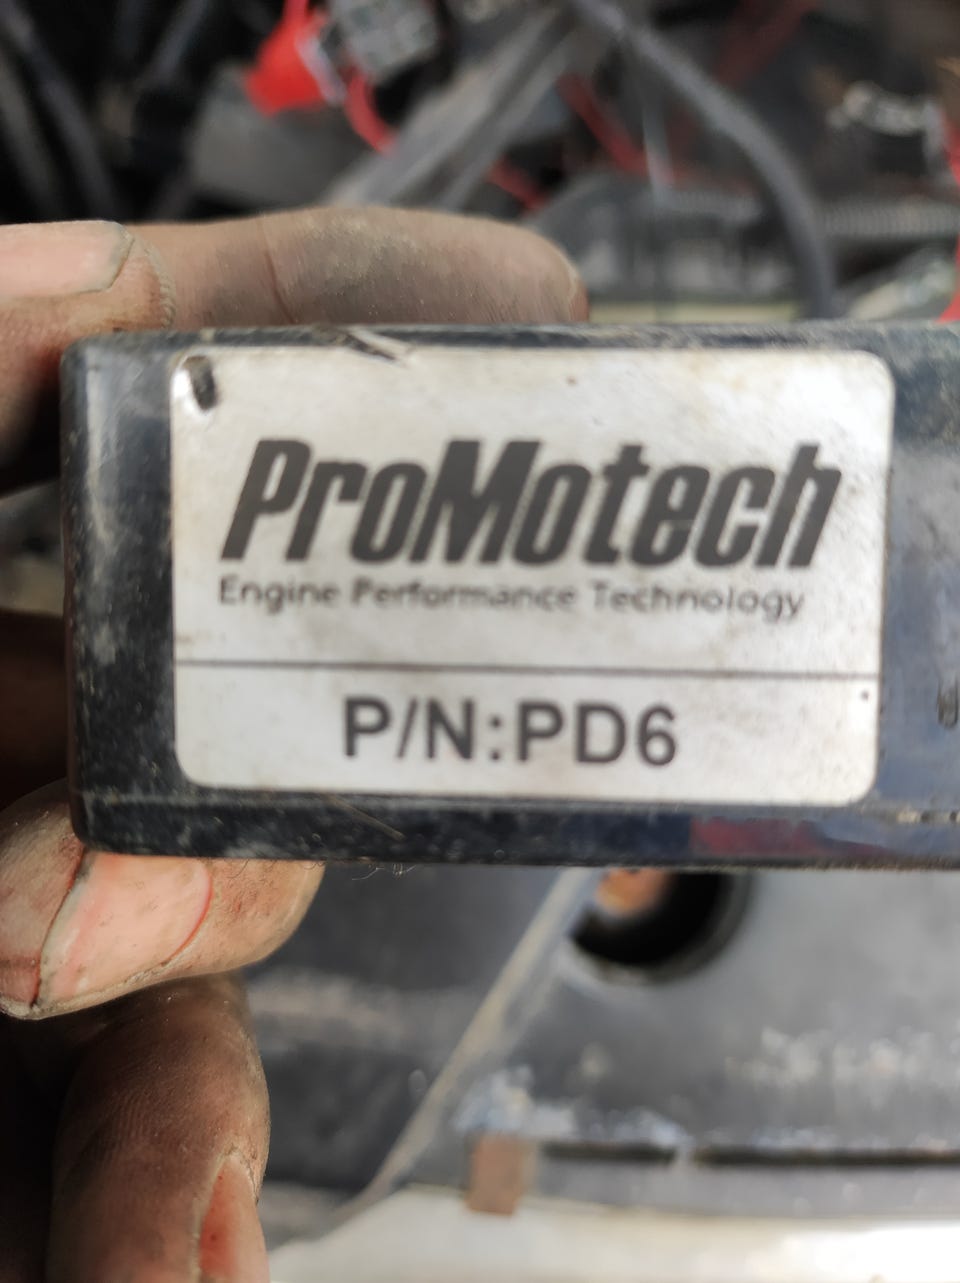 ProMotech
Engine Performance Technology
P/N:PD6